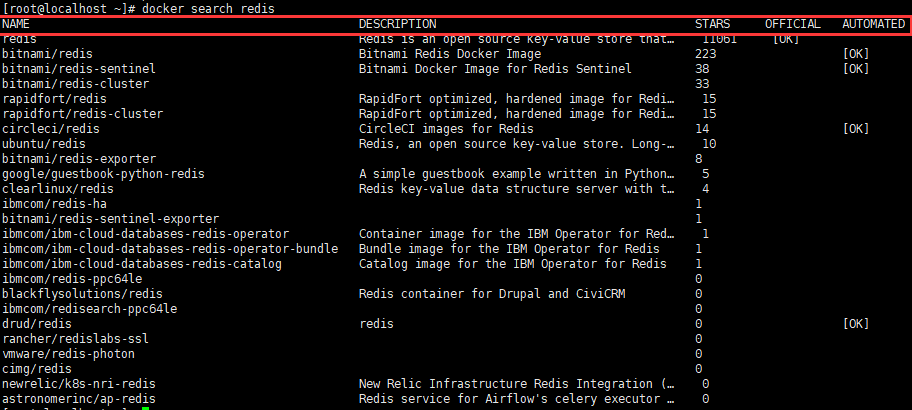 [root@localhost ~]# docker search redis
NAME DESCRIPTION STARS OFFICIAL AUTOMATED
redis Redis is an open source key-value store that… 11061 [OK]
bitnami/redis Bitnami Redis Docker Image 223 [OK]
bitnami/redis-sentinel Bitnami Docker Image for Redis Sentinel 38 [OK]
bitnami/redis-cluster 33
rapidfort/redis RapidFort optimized, hardened image for Redi… 15
rapidfort/redis-cluster RapidFort optimized, hardened image for Redi… 15
circleci/redis CircleCI images for Redis 14 [OK]
ubuntu/redis Redis, an open source key-value store. Long-… 10
bitnami/redis-exporter 8
google/guestbook-python-redis A simple guestbook example written in Python… 5
clearlinux/redis Redis key-value data structure server with t… 4
ibmcom/redis-ha 1
bitnami/redis-sentinel-exporter 1
ibmcom/ibm-cloud-databases-redis-operator Container image for the IBM Operator for Red… 1
ibmcom/ibm-cloud-databases-redis-operator-bundle Bundle image for the IBM Operator for Redis 1
ibmcom/ibm-cloud-databases-redis-catalog Catalog image for the IBM Operator for Redis 1
ibmcom/redis-ppc64le 0
blackflysolutions/redis Redis container for Drupal and CiviCRM 0
ibmcom/redisearch-ppc64le 0
drud/redis redis 0 [OK]
rancher/redislabs-ssl 0
vmware/redis-photon 0
cimg/redis 0
newrelic/k8s-nri-redis New Relic Infrastructure Redis Integration (… 0
astronomerinc/ap-redis Redis service for Airflow's celery executor … 0